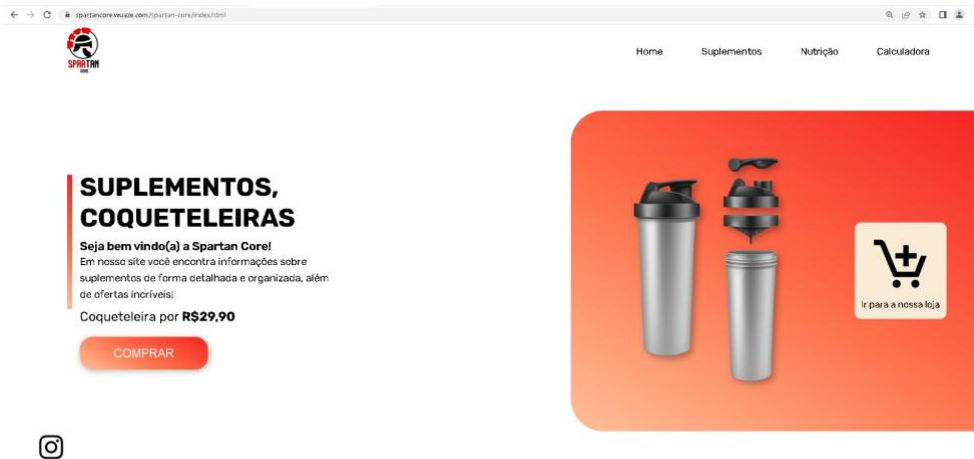 spartancore.wuaze.com/spartan-core/index.html
SPARTAN
CORE
Home Suplementos Nutrição Calculadora
SUPLEMENTOS,
COQUETELEIRAS
Seja bem vindo(a) a Spartan Core!
Em nosso site você encontra informações sobre
suplementos de forma detalhada e organizada, além
de ofertas incríveis!
Coqueteleira por R$29,90
COMPRAR
Ir para a nossa loja